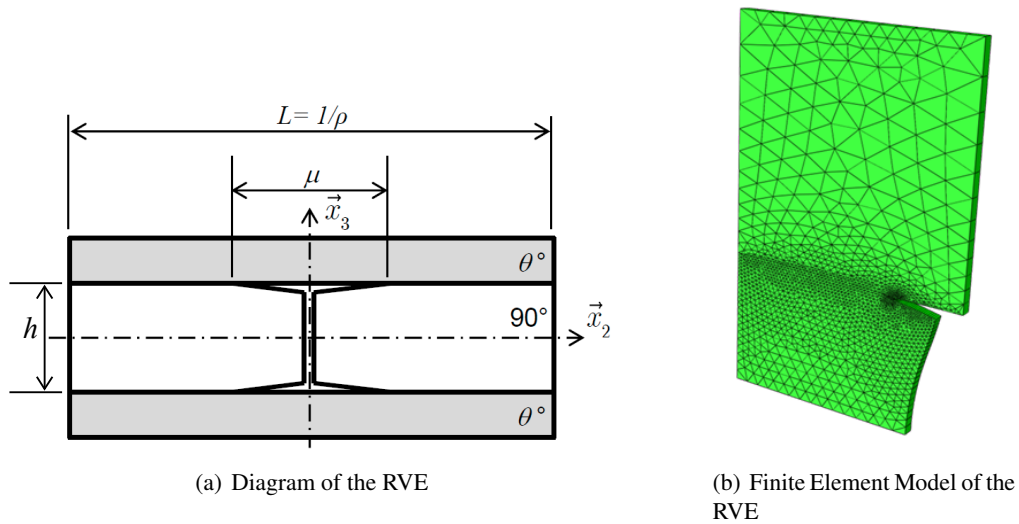 L= 1/ρ
μ
x⃗₃
θ°
h
90°
x⃗₂
θ°
(a) Diagram of the RVE
(b) Finite Element Model of the
RVE